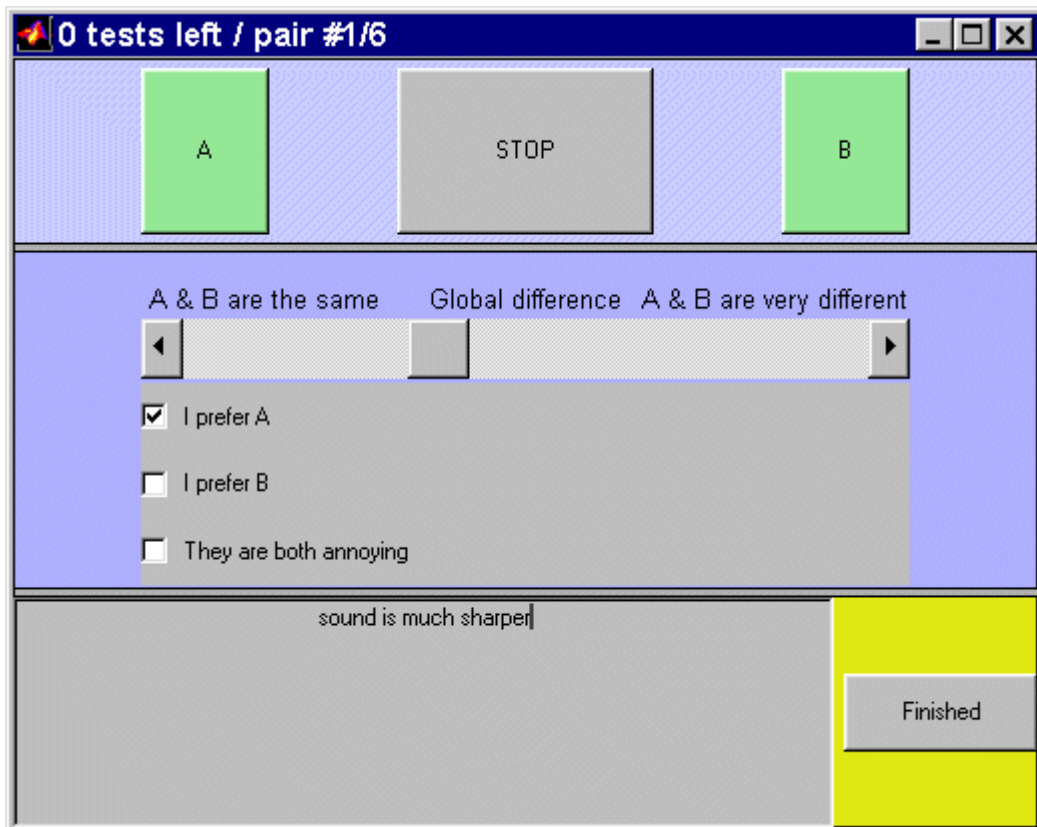 0 tests left / pair #1/6
A STOP B
A & B are the same Global difference A & B are very different
I prefer A
I prefer B
They are both annoying
sound is much sharper
Finished